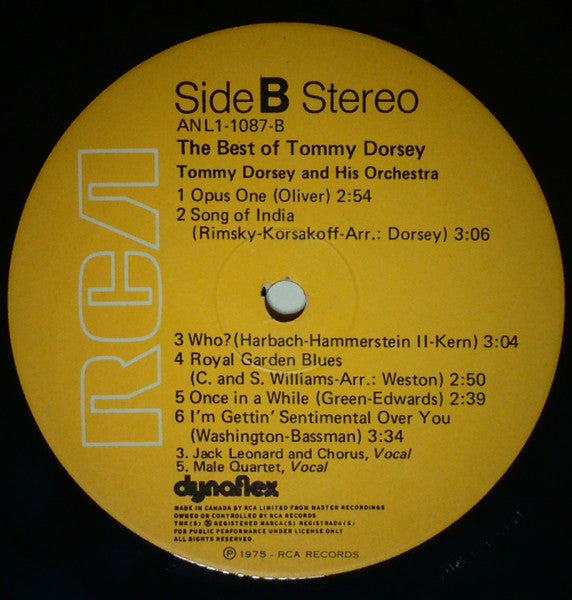 Side B Stereo
ANL1-1087-B
The Best of Tommy Dorsey
Tommy Dorsey and His Orchestra
1 Opus One (Oliver) 2:54
2 Song of India
(Rimsky-Korsakoff-Arr.: Dorsey) 3:06
RCA
3 Who? (Harbach-Hammerstein II-Kern) 3:04
4 Royal Garden Blues
(C. and S. Williams-Arr.: Weston) 2:50
5 Once in a While (Green-Edwards) 2:39
6 I'm Gettin' Sentimental Over You
(Washington-Bassman) 3:34
3. Jack Leonard and Chorus, Vocal
5. Male Quartet, Vocal
dynaflex
MADE IN CANADA BY RCA LIMITED FROM MASTER RECORDINGS
OWNED OR CONTROLLED BY RCA RECORDS
TMK(S) ® REGISTERED MARCA(S) REGISTRADA(S)
FOR PUBLIC PERFORMANCE UNDER LICENSE ONLY
ALL RIGHTS RESERVED.
℗ 1975 - RCA RECORDS